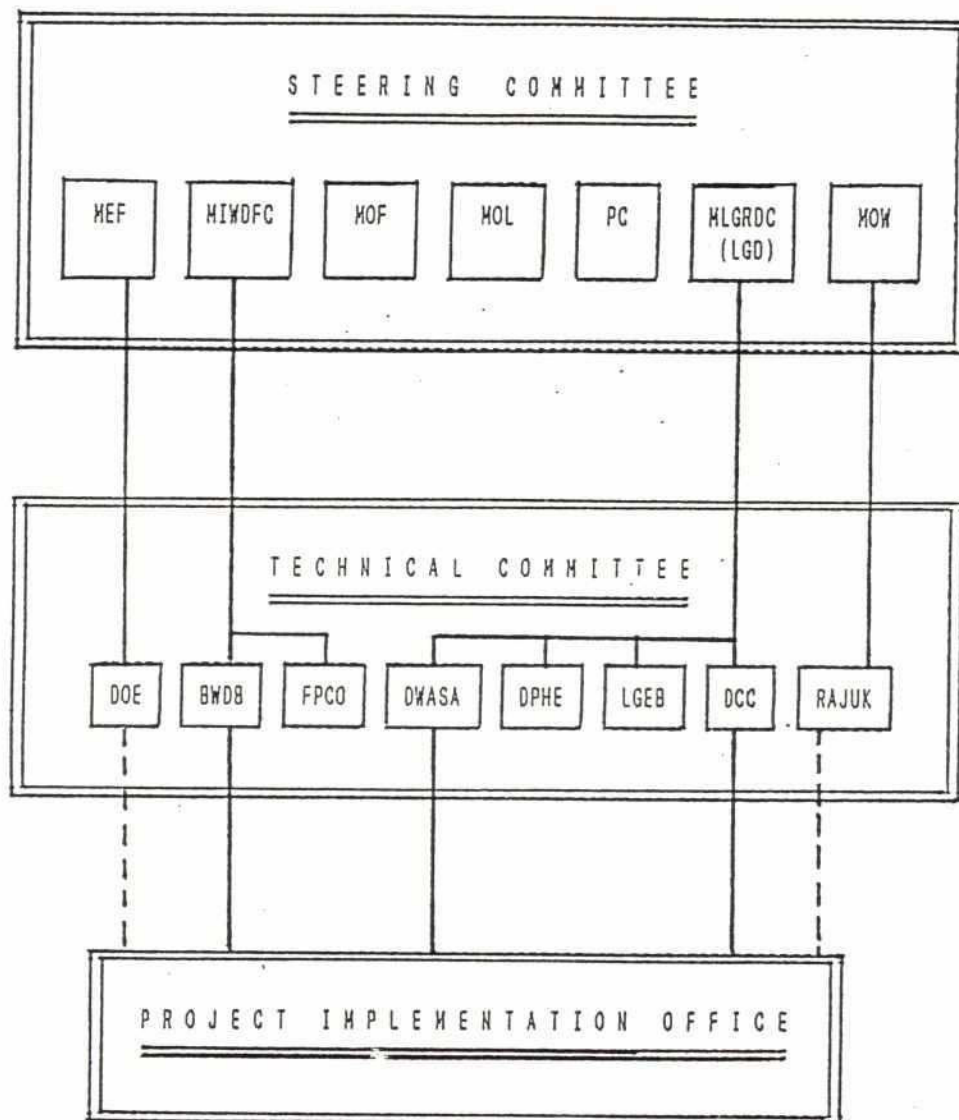 STEERING COMMITTEE
MEF MIWDFC MOF MOL PC MLGRDC (LGD) MOW
TECHNICAL COMMITTEE
DOE BWDB FPCO DWASA DPHE LGEB DCC RAJUK
PROJECT IMPLEMENTATION OFFICE